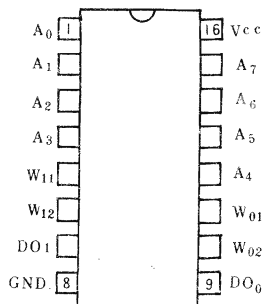 A0 1 16 Vcc
A1 A7
A2 A6
A3 A5
W11 A4
W12 W01
DO1 W02
GND. 8 9 DO0